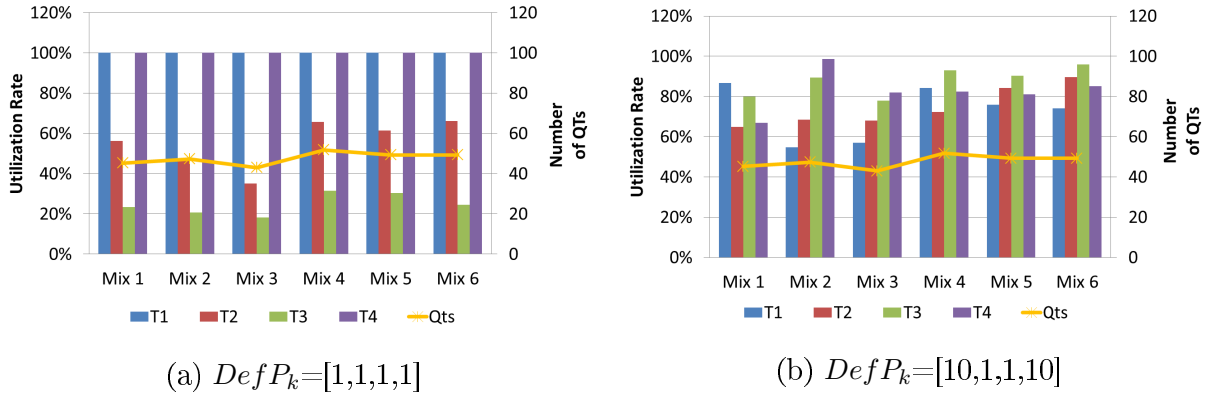 120%
100%
80%
60%
40%
20%
0%
Utilization Rate
120
100
80
60
40
20
0
Number
of QTs
Mix 1 Mix 2 Mix 3 Mix 4 Mix 5 Mix 6
T1 T2 T3 T4 Qts
(a) DefPk=[1,1,1,1]
120%
100%
80%
60%
40%
20%
0%
Utilization Rate
120
100
80
60
40
20
0
Number
of QTs
Mix 1 Mix 2 Mix 3 Mix 4 Mix 5 Mix 6
T1 T2 T3 T4 Qts
(b) DefPk=[10,1,1,10]